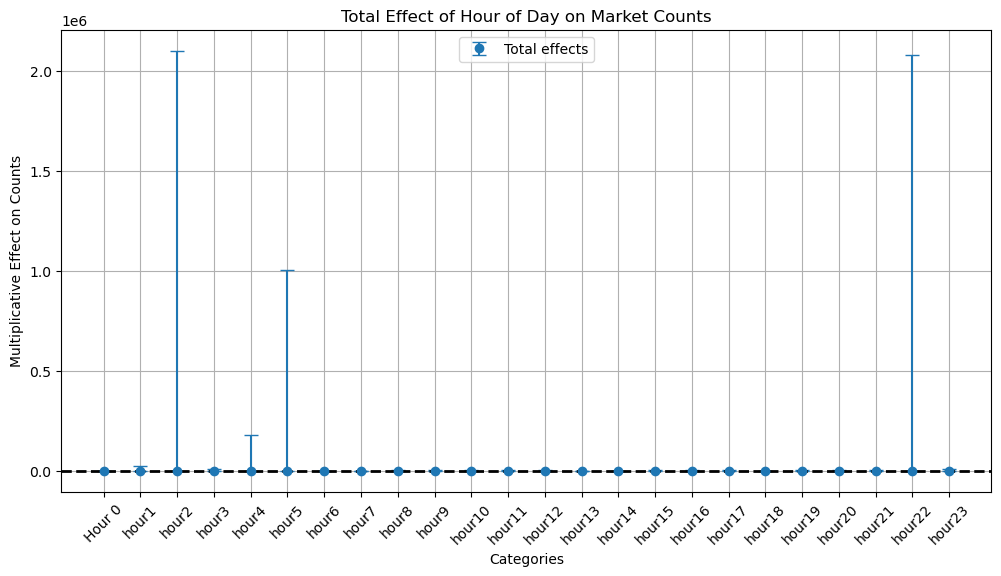 Total Effect of Hour of Day on Market Counts
1e6
Total effects
2.0
1.5
1.0
0.5
0.0
Multiplicative Effect on Counts
Hour 0
hour1
hour2
hour3
hour4
hour5
hour6
hour7
hour8
hour9
hour10
hour11
hour12
hour13
hour14
hour15
hour16
hour17
hour18
hour19
hour20
hour21
hour22
hour23
Categories